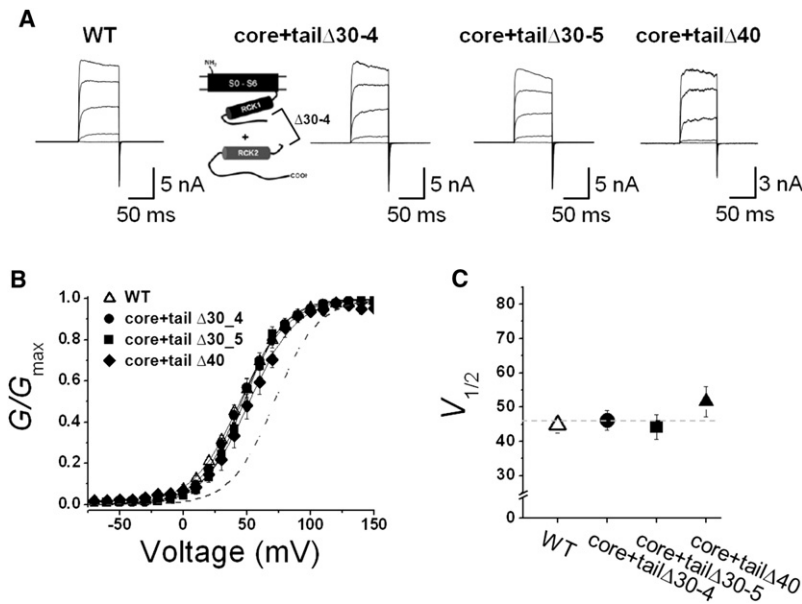 A
WT
core+tailΔ30-4
core+tailΔ30-5
core+tailΔ40
NH₂
S0 - S6
RCK1
Δ30-4
+
RCK2
5 nA
50 ms
5 nA
50 ms
5 nA
50 ms
3 nA
50 ms
B
WT
core+tail Δ30_4
core+tail Δ30_5
core+tail Δ40
G/Gmax
1.0
0.8
0.6
0.4
0.2
0.0
-50
0
50
100
150
Voltage (mV)
C
V1/2
80
70
60
50
40
30
0
WT
core+tailΔ30-4
core+tailΔ30-5
core+tailΔ40